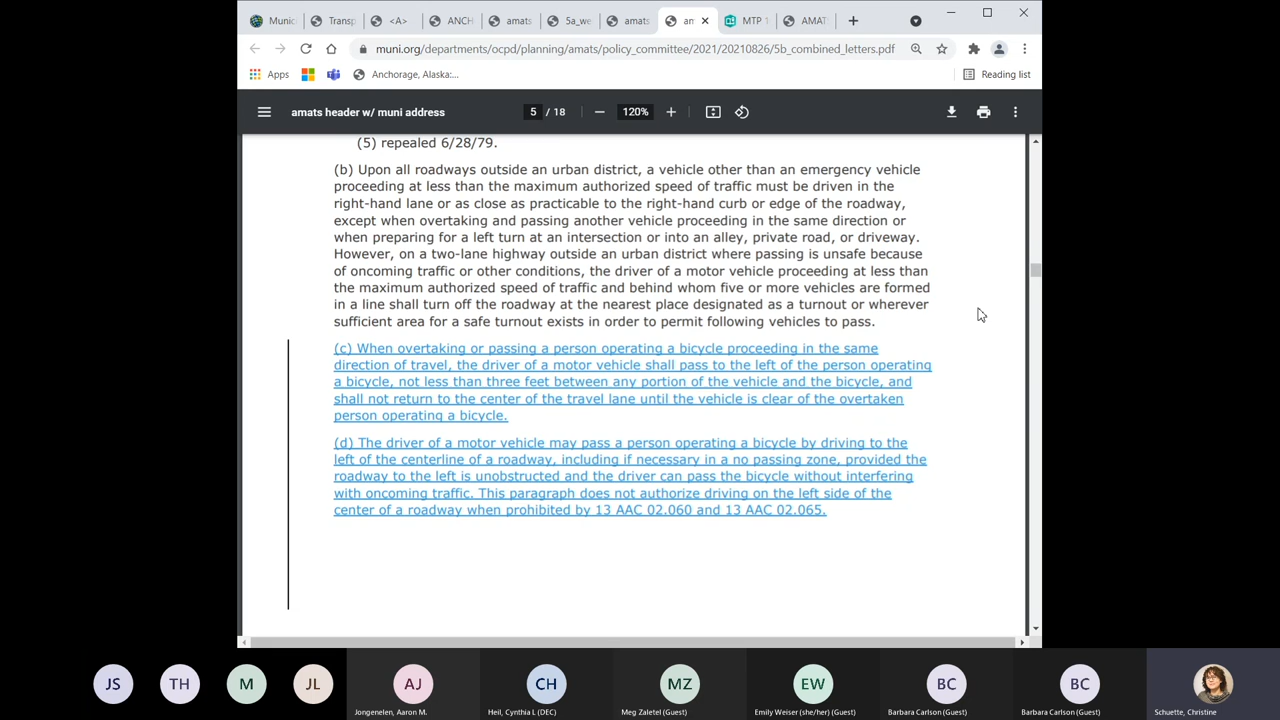 Munic
Transp
<A>
ANCH
amats
5a_we
amats
am
MTP
AMAT
muni.org/departments/ocpd/planning/amats/policy_committee/2021/20210826/5b_combined_letters.pdf
Apps
Anchorage, Alaska:...
Reading list
amats header w/ muni address
5 / 18
120%
(5) repealed 6/28/79.
(b) Upon all roadways outside an urban district, a vehicle other than an emergency vehicle
proceeding at less than the maximum authorized speed of traffic must be driven in the
right-hand lane or as close as practicable to the right-hand curb or edge of the roadway,
except when overtaking and passing another vehicle proceeding in the same direction or
when preparing for a left turn at an intersection or into an alley, private road, or driveway.
However, on a two-lane highway outside an urban district where passing is unsafe because
of oncoming traffic or other conditions, the driver of a motor vehicle proceeding at less than
the maximum authorized speed of traffic and behind whom five or more vehicles are formed
in a line shall turn off the roadway at the nearest place designated as a turnout or wherever
sufficient area for a safe turnout exists in order to permit following vehicles to pass.
(c) When overtaking or passing a person operating a bicycle proceeding in the same
direction of travel, the driver of a motor vehicle shall pass to the left of the person operating
a bicycle, not less than three feet between any portion of the vehicle and the bicycle, and
shall not return to the center of the travel lane until the vehicle is clear of the overtaken
person operating a bicycle.
(d) The driver of a motor vehicle may pass a person operating a bicycle by driving to the
left of the centerline of a roadway, including if necessary in a no passing zone, provided the
roadway to the left is unobstructed and the driver can pass the bicycle without interfering
with oncoming traffic. This paragraph does not authorize driving on the left side of the
center of a roadway when prohibited by 13 AAC 02.060 and 13 AAC 02.065.
JS
TH
M
JL
AJ
CH
MZ
EW
BC
BC
Jongenelen, Aaron M.
Heil, Cynthia L (DEC)
Meg Zaletel (Guest)
Emily Weiser (she/her) (Guest)
Barbara Carlson (Guest)
Barbara Carlson (Guest)
Schuette, Christine